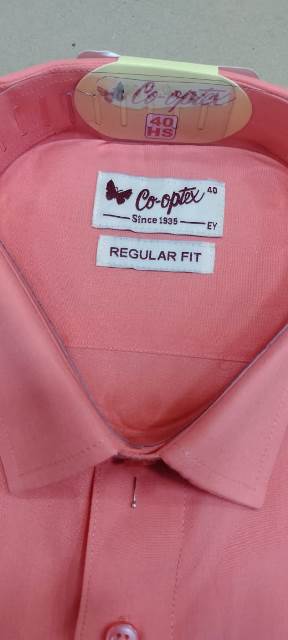 Co-optex
40
HS
Co-optex 40
Since 1935
EY
REGULAR FIT